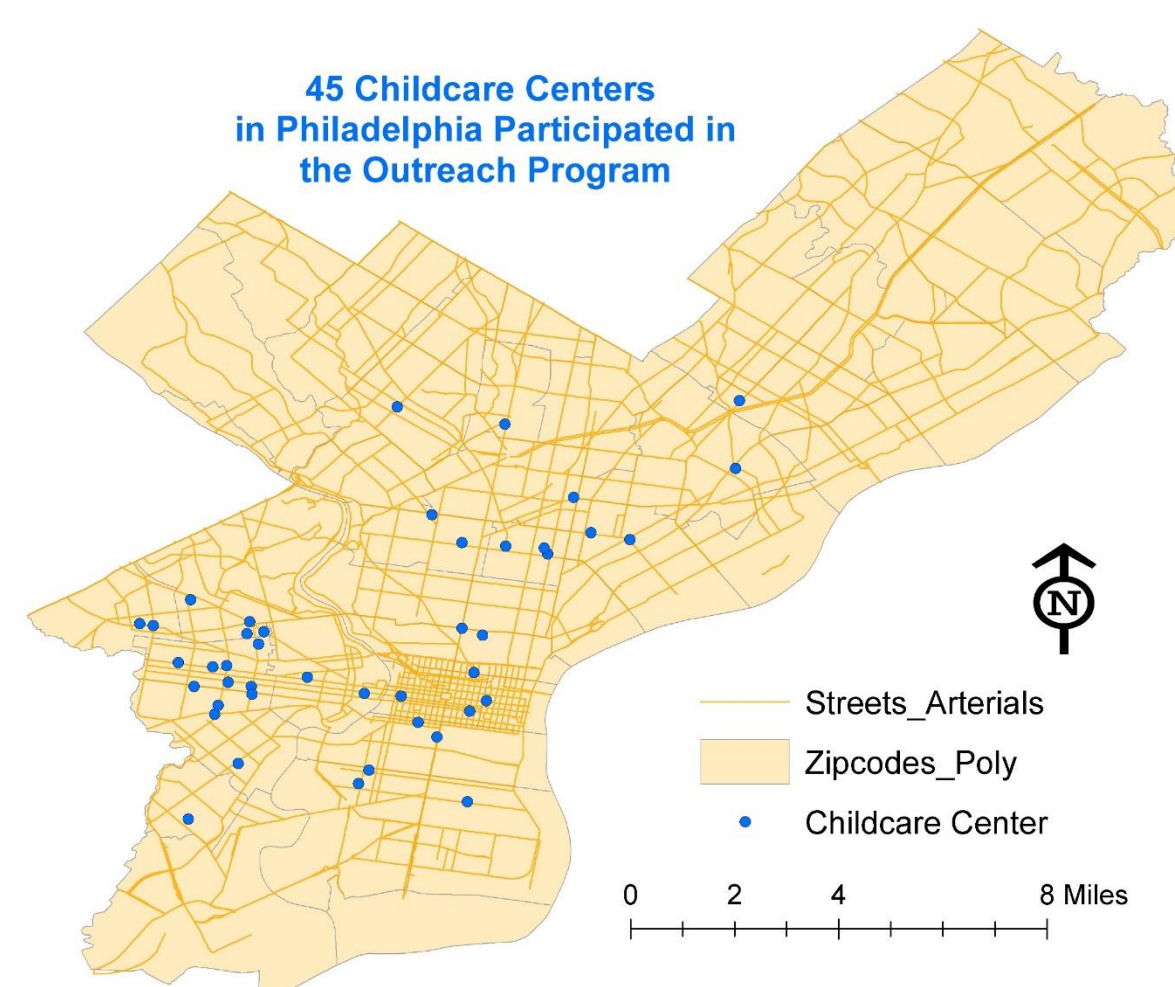 45 Childcare Centers
in Philadelphia Participated in
the Outreach Program
N
Streets_Arterials
Zipcodes_Poly
Childcare Center
0 2 4 8 Miles